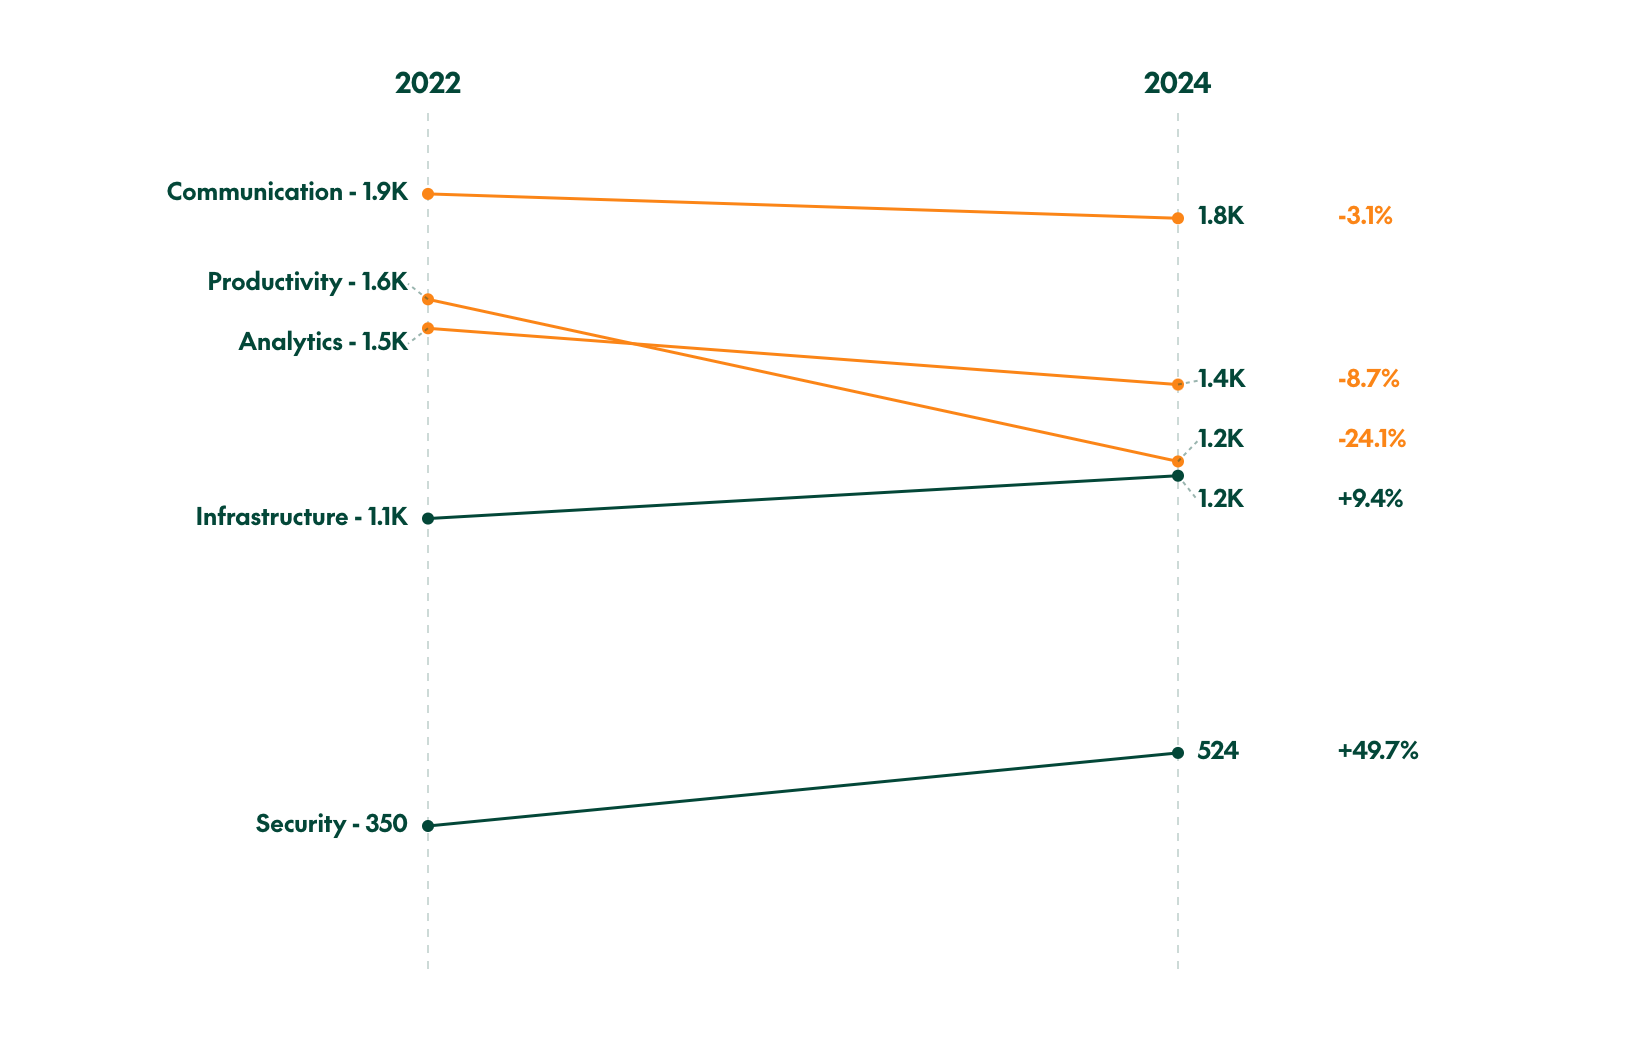 2022 2024
Communication - 1.9K
1.8K -3.1%
Productivity - 1.6K
Analytics - 1.5K
1.4K -8.7%
1.2K -24.1%
1.2K +9.4%
Infrastructure - 1.1K
524 +49.7%
Security - 350